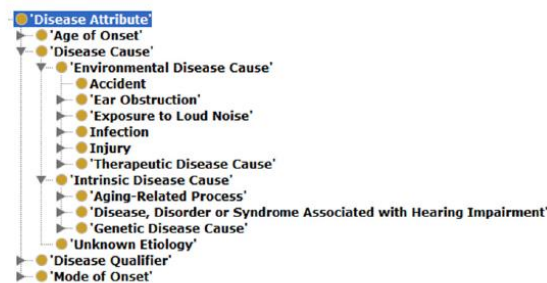 'Disease Attribute'
'Age of Onset'
'Disease Cause'
'Environmental Disease Cause'
Accident
'Ear Obstruction'
'Exposure to Loud Noise'
Infection
Injury
'Therapeutic Disease Cause'
'Intrinsic Disease Cause'
'Aging-Related Process'
'Disease, Disorder or Syndrome Associated with Hearing Impairment'
'Genetic Disease Cause'
'Unknown Etiology'
'Disease Qualifier'
'Mode of Onset'